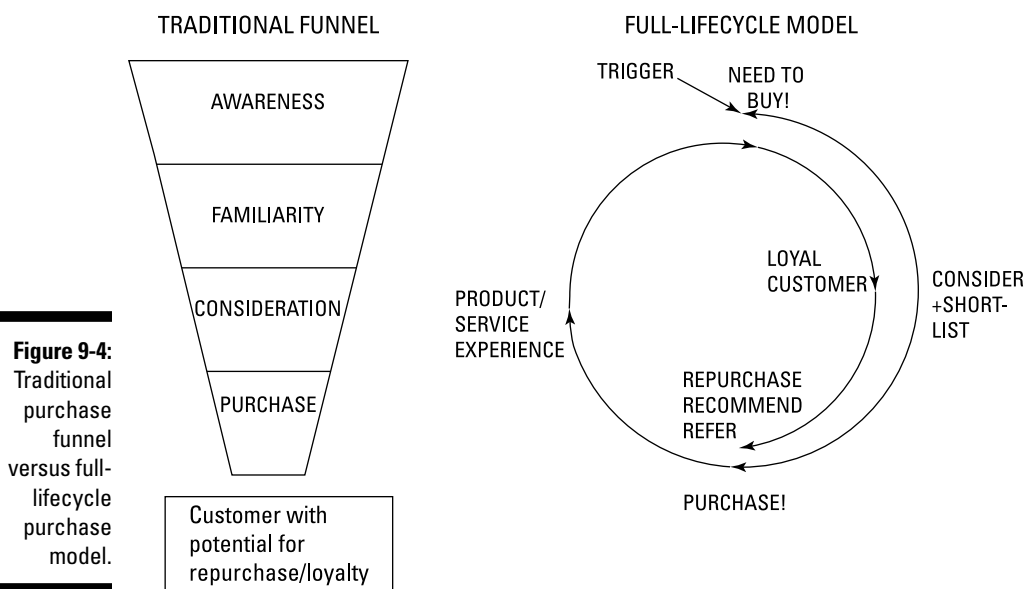 TRADITIONAL FUNNEL
AWARENESS
FAMILIARITY
CONSIDERATION
PURCHASE
Customer with
potential for
repurchase/loyalty
FULL-LIFECYCLE MODEL
TRIGGER
NEED TO
BUY!
LOYAL
CUSTOMER
CONSIDER
+SHORT-
LIST
PRODUCT/
SERVICE
EXPERIENCE
REPURCHASE
RECOMMEND
REFER
PURCHASE!
Figure 9-4:
Traditional
purchase
funnel
versus full-
lifecycle
purchase
model.